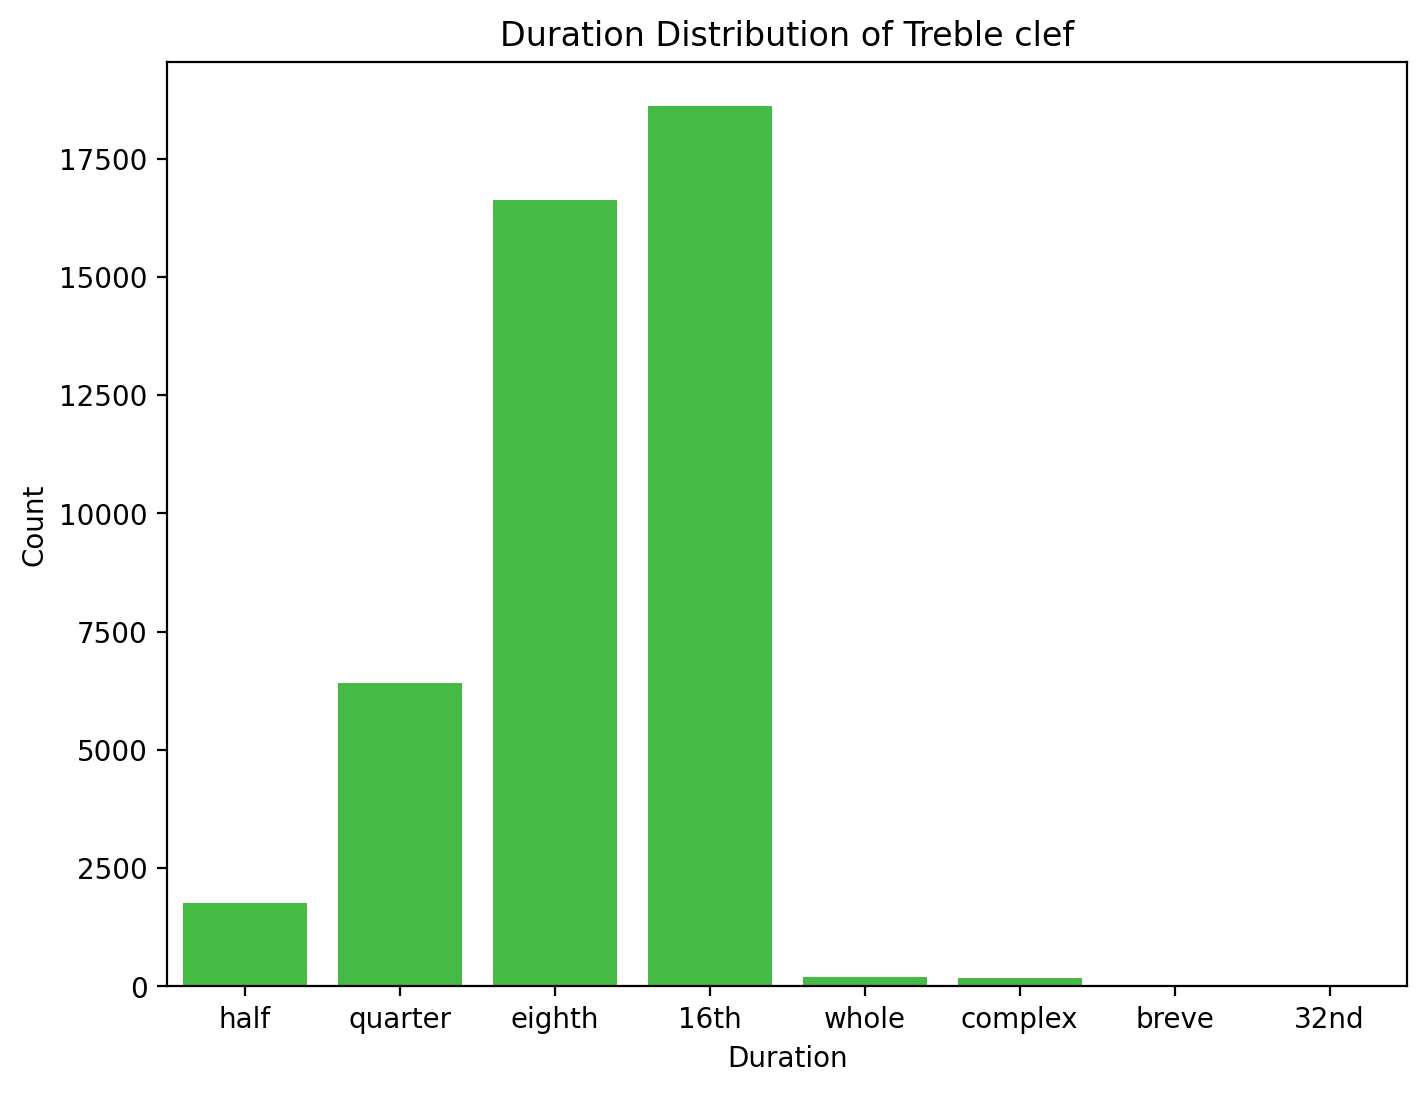 Duration Distribution of Treble clef
Count
17500
15000
12500
10000
7500
5000
2500
0
half quarter eighth 16th whole complex breve 32nd
Duration